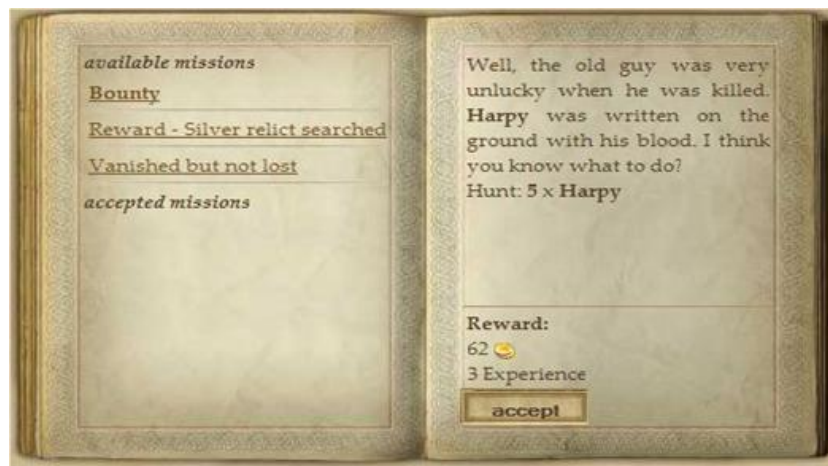 available missions
Bounty
Reward - Silver relict searched
Vanished but not lost
accepted missions
Well, the old guy was very
unlucky when he was killed.
Harpy was written on the
ground with his blood. I think
you know what to do?
Hunt: 5 x Harpy
Reward:
62
3 Experience
accept